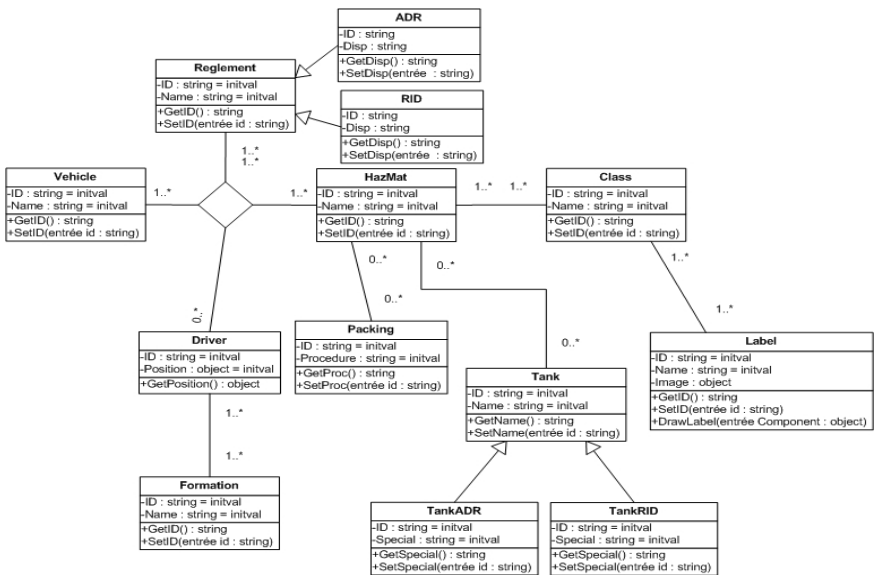 ADR
-ID : string
-Disp : string
+GetDisp() : string
+SetDisp(entrée : string)
Reglement
-ID : string = initval
-Name : string = initval
+GetID() : string
+SetID(entrée id : string)
RID
-ID : string
-Disp : string
+GetDisp() : string
+SetDisp(entrée : string)
1..*
1..*
Vehicle
-ID : string = initval
-Name : string = initval
+GetID() : string
+SetID(entrée id : string)
1..*
1..*
HazMat
-ID : string = initval
-Name : string = initval
+GetID() : string
+SetID(entrée id : string)
1..*
1..*
Class
-ID : string = initval
-Name : string = initval
+GetID() : string
+SetID(entrée id : string)
0..*
0..*
1..*
0..*
0..*
1..*
Driver
-ID : string = initval
-Position : object = initval
+GetPosition() : object
Packing
-ID : string = initval
-Procedure : string = initval
+GetProc() : string
+SetProc(entrée id : string)
0..*
Label
-ID : string = initval
-Name : string = initval
-Image : object
+GetID() : string
+SetID(entrée id : string)
+DrawLabel(entrée Component : object)
Tank
-ID : string = initval
-Name : string = initval
+GetName() : string
+SetName(entrée id : string)
1..*
1..*
Formation
-ID : string = initval
-Name : string = initval
+GetID() : string
+SetID(entrée id : string)
TankADR
-ID : string = initval
-Special : string = initval
+GetSpecial() : string
+SetSpecial(entrée id : string)
TankRID
-ID : string = initval
-Special : string = initval
+GetSpecial() : string
+SetSpecial(entrée id : string)